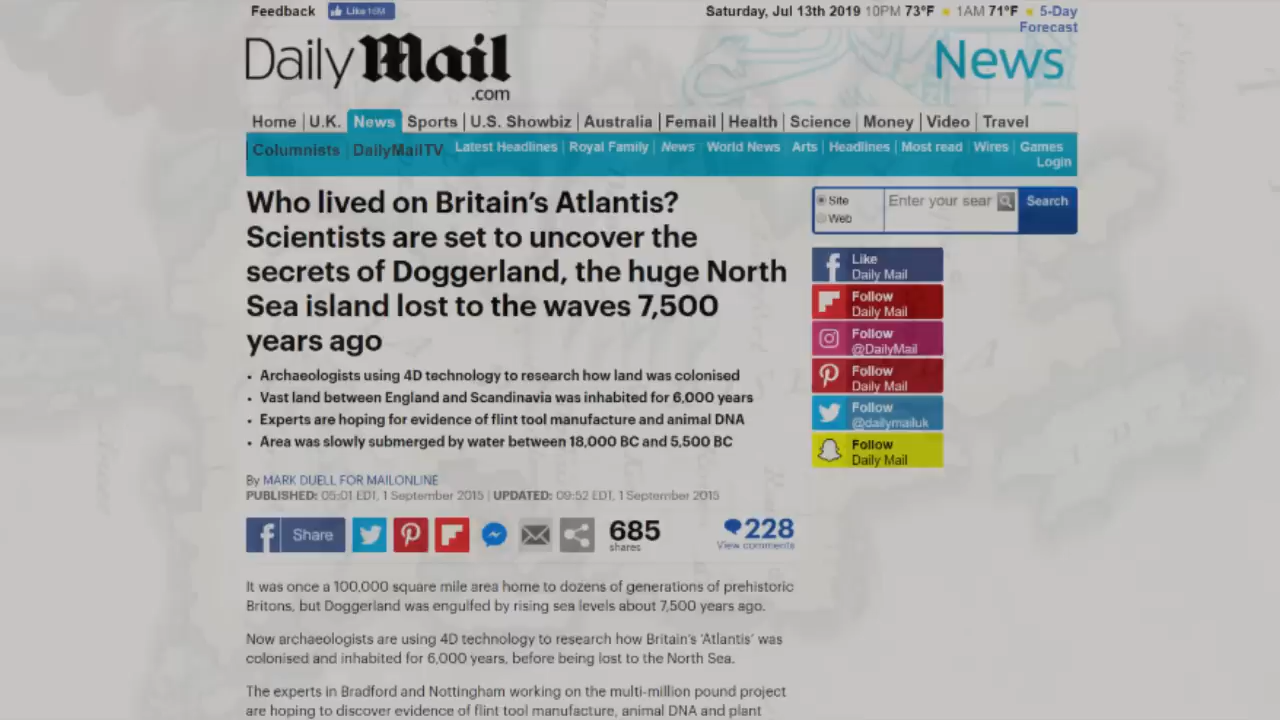 Feedback Like 16M Saturday, Jul 13th 2019 10PM 73°F 1AM 71°F 5-Day
Forecast
Daily Mail
.com
News
Home U.K. News Sports U.S. Showbiz Australia Femail Health Science Money Video Travel
Columnists DailyMailTV Latest Headlines Royal Family News World News Arts Headlines Most read Wires Games
Login
Who lived on Britain's Atlantis?
Scientists are set to uncover the
secrets of Doggerland, the huge North
Sea island lost to the waves 7,500
years ago
• Archaeologists using 4D technology to research how land was colonised
• Vast land between England and Scandinavia was inhabited for 6,000 years
• Experts are hoping for evidence of flint tool manufacture and animal DNA
• Area was slowly submerged by water between 18,000 BC and 5,500 BC
By MARK DUELL FOR MAILONLINE
PUBLISHED: 05:01 EDT, 1 September 2015 | UPDATED: 09:52 EDT, 1 September 2015
Share 685 228
shares View comments
It was once a 100,000 square mile area home to dozens of generations of prehistoric
Britons, but Doggerland was engulfed by rising sea levels about 7,500 years ago.
Now archaeologists are using 4D technology to research how Britain's 'Atlantis' was
colonised and inhabited for 6,000 years, before being lost to the North Sea.
The experts in Bradford and Nottingham working on the multi-million pound project
are hoping to discover evidence of flint tool manufacture, animal DNA and plant
Site Enter your sear Search
Web
Like
Daily Mail
Follow
Daily Mail
Follow
@DailyMail
Follow
Daily Mail
Follow
@dailymailuk
Follow
Daily Mail